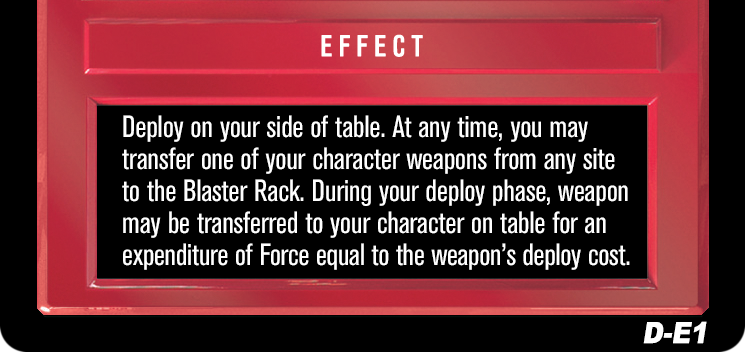 EFFECT
Deploy on your side of table. At any time, you may
transfer one of your character weapons from any site
to the Blaster Rack. During your deploy phase, weapon
may be transferred to your character on table for an
expenditure of Force equal to the weapon's deploy cost.
D-E1